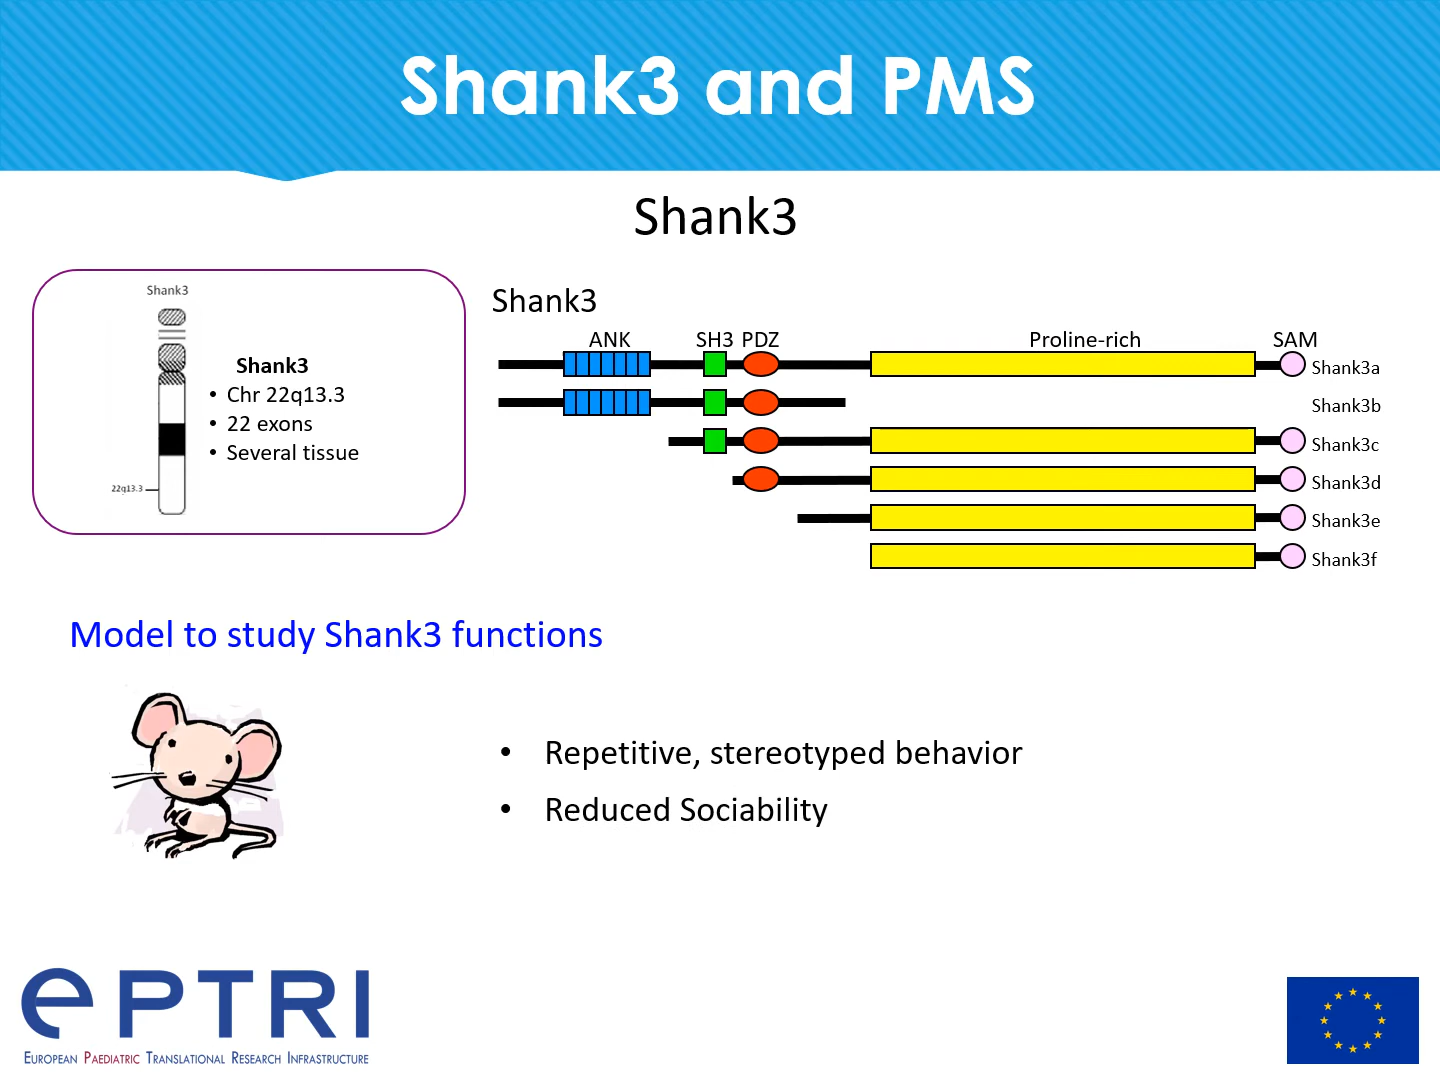 Shank3 and PMS
Shank3
Shank3
22q13.3
Shank3
• Chr 22q13.3
• 22 exons
• Several tissue
Shank3
ANK SH3 PDZ Proline-rich SAM
Shank3a
Shank3b
Shank3c
Shank3d
Shank3e
Shank3f
Model to study Shank3 functions
• Repetitive, stereotyped behavior
• Reduced Sociability
ePTRI
European Paediatric Translational Research Infrastructure